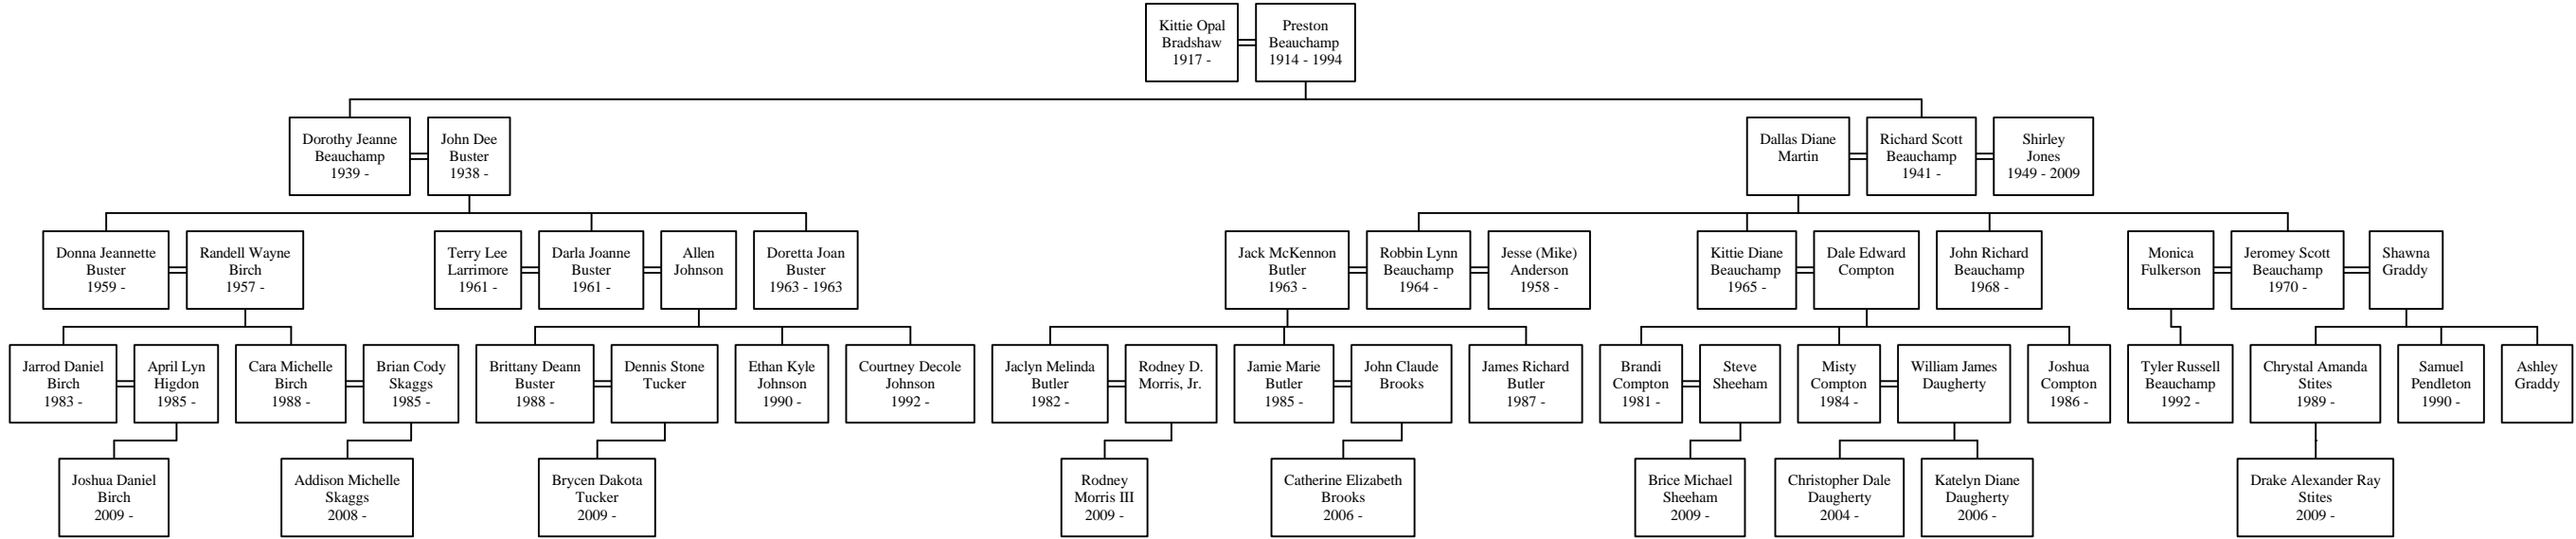 Kittie Opal
Bradshaw
1917 -
Preston
Beauchamp
1914 - 1994
Dorothy Jeanne
Beauchamp
1939 -
John Dee
Buster
1938 -
Dallas Diane
Martin
Richard Scott
Beauchamp
1941 -
Shirley
Jones
1949 - 2009
Donna Jeannette
Buster
1959 -
Randell Wayne
Birch
1957 -
Terry Lee
Larrimore
1961 -
Darla Joanne
Buster
1961 -
Allen
Johnson
Doretta Joan
Buster
1963 - 1963
Jack McKennon
Butler
1963 -
Robbin Lynn
Beauchamp
1964 -
Jesse (Mike)
Anderson
1958 -
Kittie Diane
Beauchamp
1965 -
Dale Edward
Compton
John Richard
Beauchamp
1968 -
Monica
Fulkerson
Jeromey Scott
Beauchamp
1970 -
Shawna
Graddy
Jarrod Daniel
Birch
1983 -
April Lyn
Higdon
1985 -
Cara Michelle
Birch
1988 -
Brian Cody
Skaggs
1985 -
Brittany Deann
Buster
1988 -
Dennis Stone
Tucker
Ethan Kyle
Johnson
1990 -
Courtney Decole
Johnson
1992 -
Jaclyn Melinda
Butler
1982 -
Rodney D.
Morris, Jr.
Jamie Marie
Butler
1985 -
John Claude
Brooks
James Richard
Butler
1987 -
Brandi
Compton
1981 -
Steve
Sheeham
Misty
Compton
1984 -
William James
Daugherty
Joshua
Compton
1986 -
Tyler Russell
Beauchamp
1992 -
Chrystal Amanda
Stites
1989 -
Samuel
Pendleton
1990 -
Ashley
Graddy
Joshua Daniel
Birch
2009 -
Addison Michelle
Skaggs
2008 -
Brycen Dakota
Tucker
2009 -
Rodney
Morris III
2009 -
Catherine Elizabeth
Brooks
2006 -
Brice Michael
Sheeham
2009 -
Christopher Dale
Daugherty
2004 -
Katelyn Diane
Daugherty
2006 -
Drake Alexander Ray
Stites
2009 -